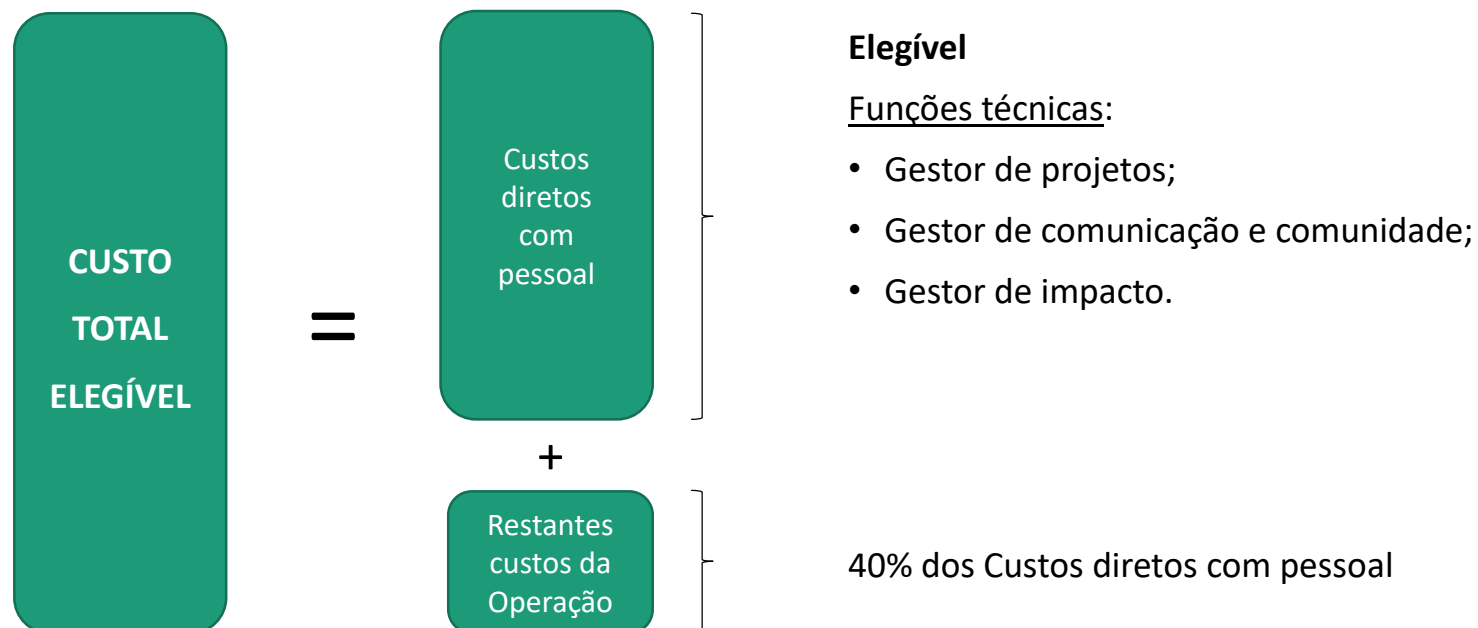 CUSTO
TOTAL
ELEGÍVEL
=
Custos
diretos
com
pessoal
+
Restantes
custos da
Operação
Elegível
Funções técnicas:
• Gestor de projetos;
• Gestor de comunicação e comunidade;
• Gestor de impacto.
40% dos Custos diretos com pessoal